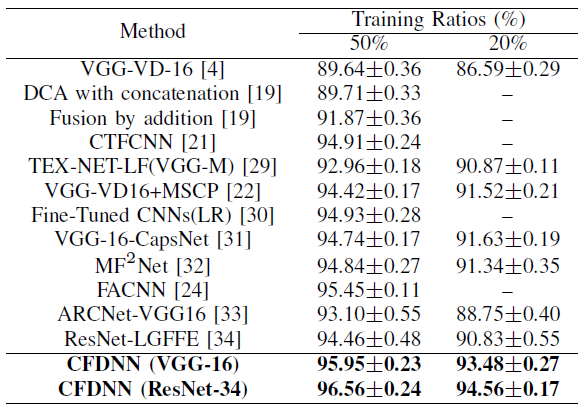 Method Training Ratios (%)
50% 20%
VGG-VD-16 [4] 89.64±0.36 86.59±0.29
DCA with concatenation [19] 89.71±0.33 –
Fusion by addition [19] 91.87±0.36 –
CTFCNN [21] 94.91±0.24 –
TEX-NET-LF(VGG-M) [29] 92.96±0.18 90.87±0.11
VGG-VD16+MSCP [22] 94.42±0.17 91.52±0.21
Fine-Tuned CNNs(LR) [30] 94.93±0.28 –
VGG-16-CapsNet [31] 94.74±0.17 91.63±0.19
MF²Net [32] 94.84±0.27 91.34±0.35
FACNN [24] 95.45±0.11 –
ARCNet-VGG16 [33] 93.10±0.55 88.75±0.40
ResNet-LGFFE [34] 94.46±0.48 90.83±0.55
CFDNN (VGG-16) 95.95±0.23 93.48±0.27
CFDNN (ResNet-34) 96.56±0.24 94.56±0.17